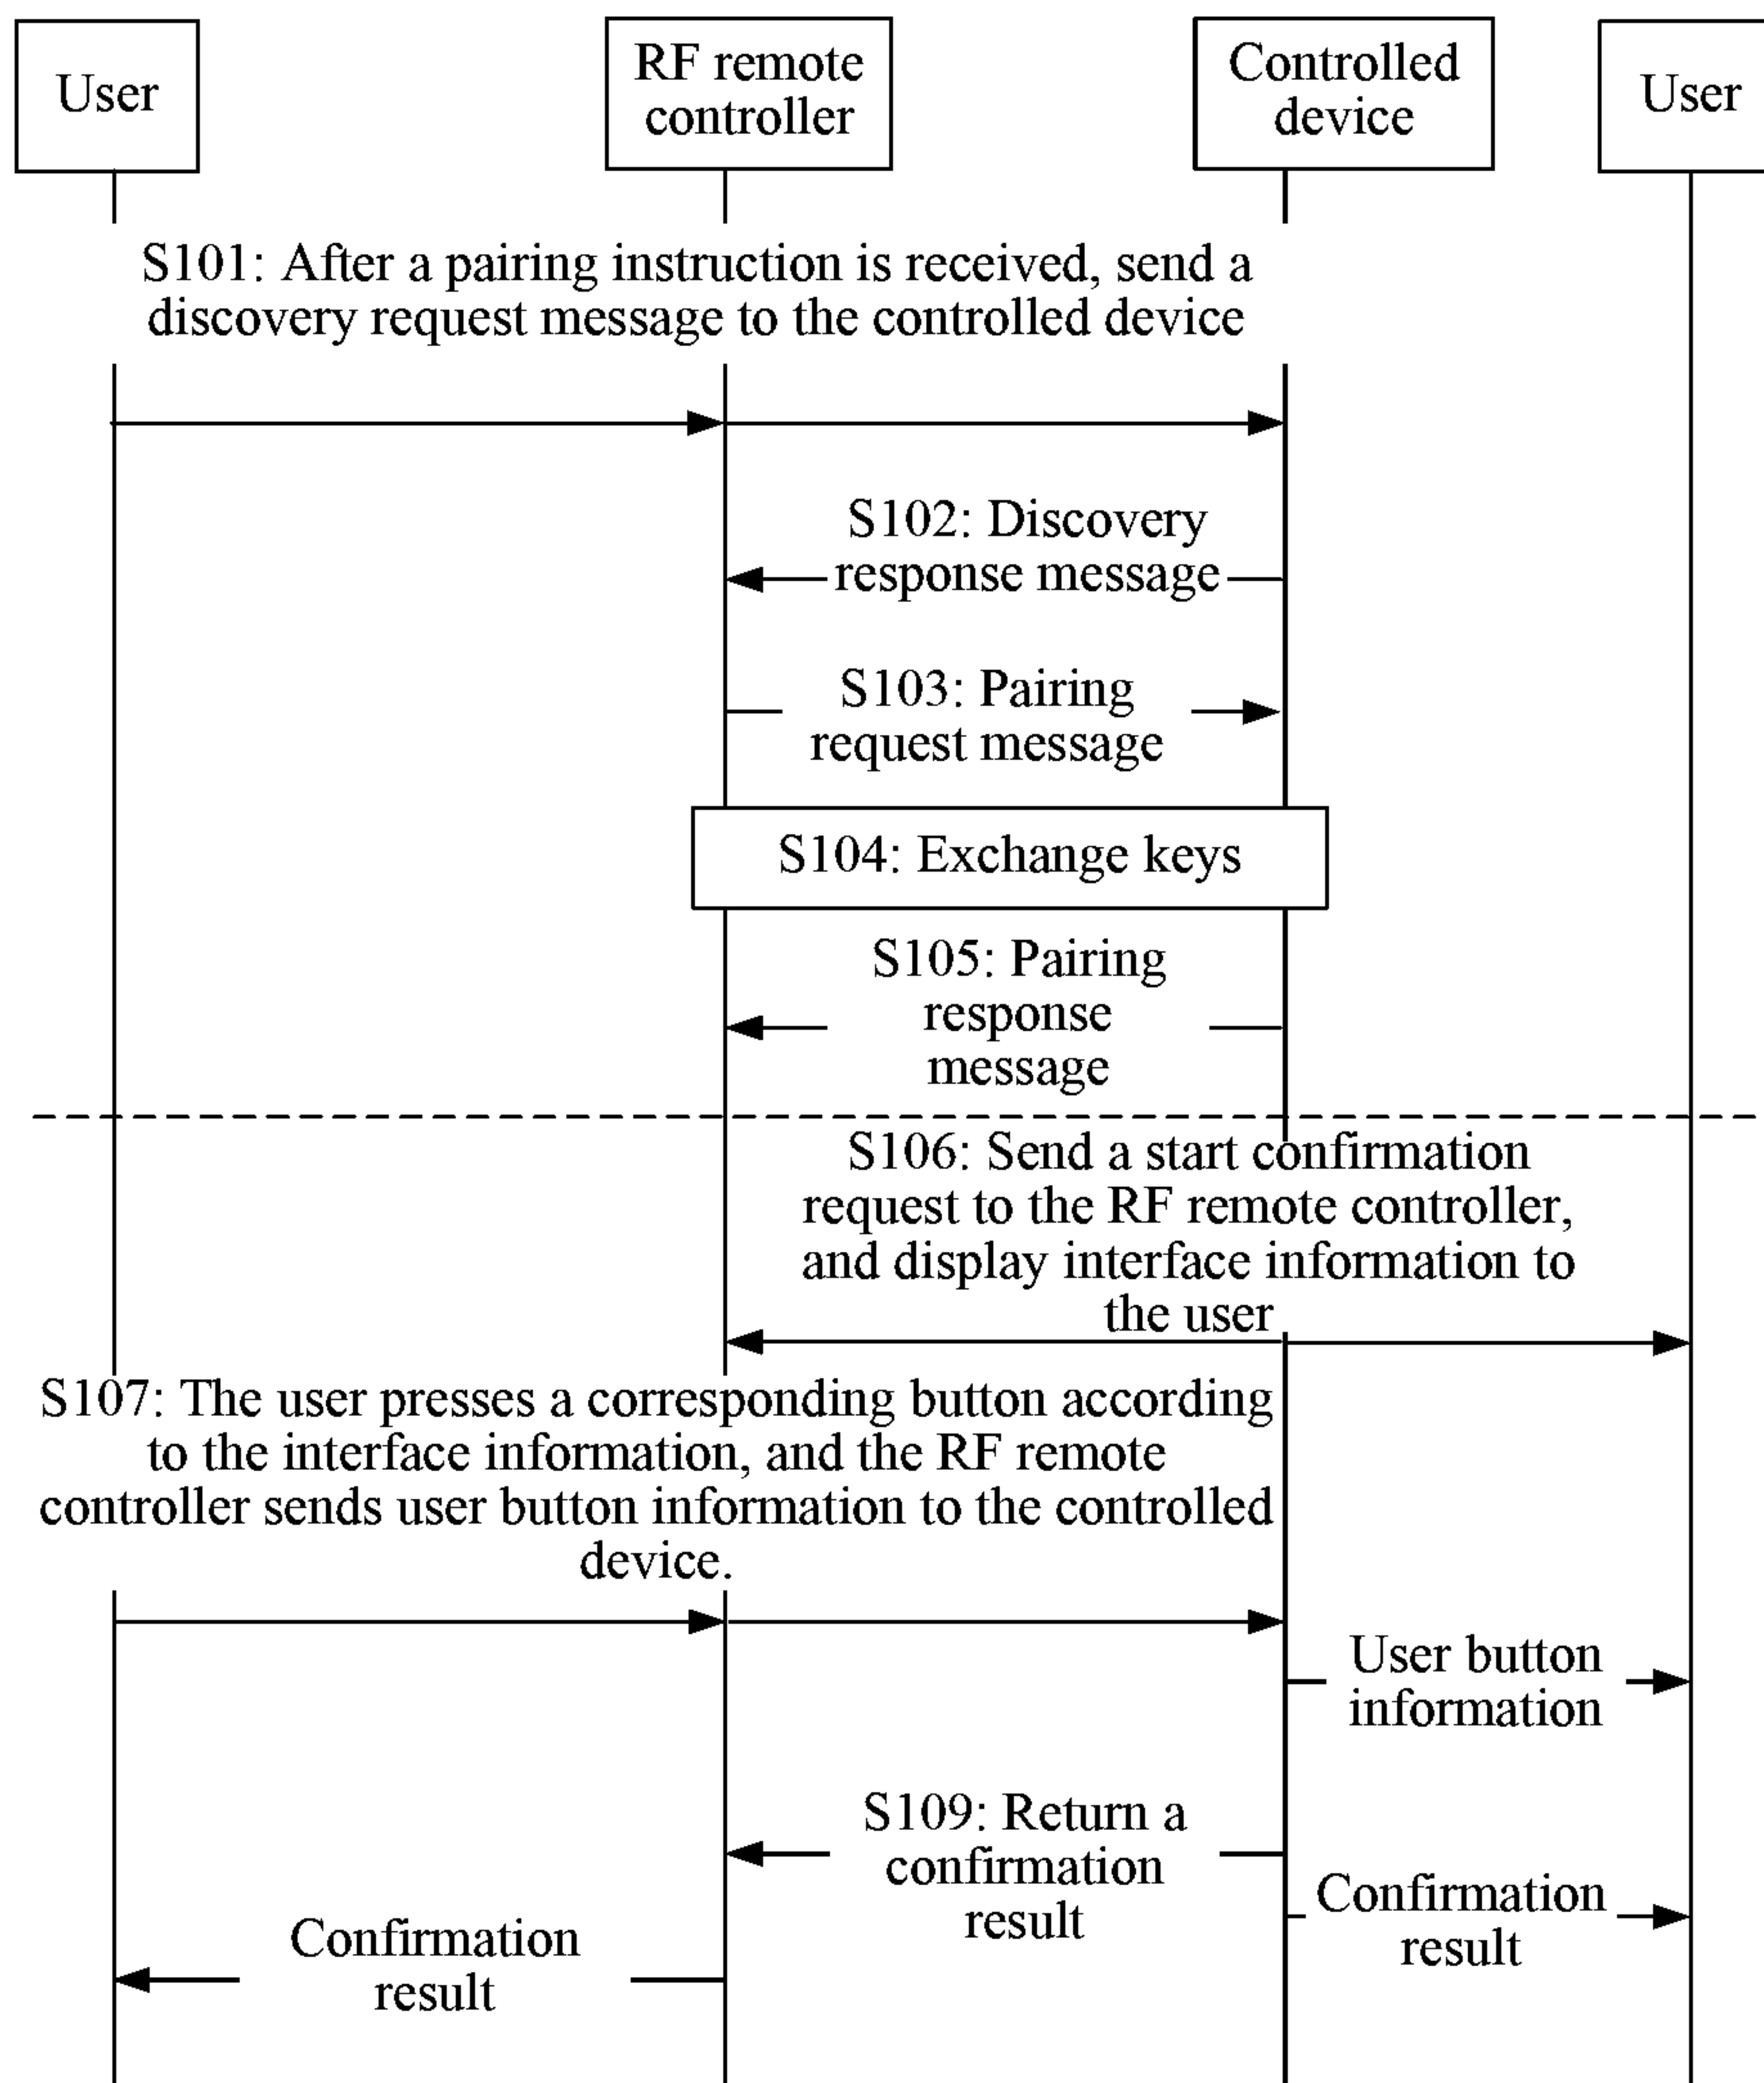 User
RF remote
controller
Controlled
device
User
S101: After a pairing instruction is received, send a
discovery request message to the controlled device
S102: Discovery
response message
S103: Pairing
request message
S104: Exchange keys
S105: Pairing
response
message
S106: Send a start confirmation
request to the RF remote controller,
and display interface information to
the user
S107: The user presses a corresponding button according
to the interface information, and the RF remote
controller sends user button information to the controlled
device.
User button
information
S109: Return a
confirmation
result
Confirmation
result
Confirmation
result